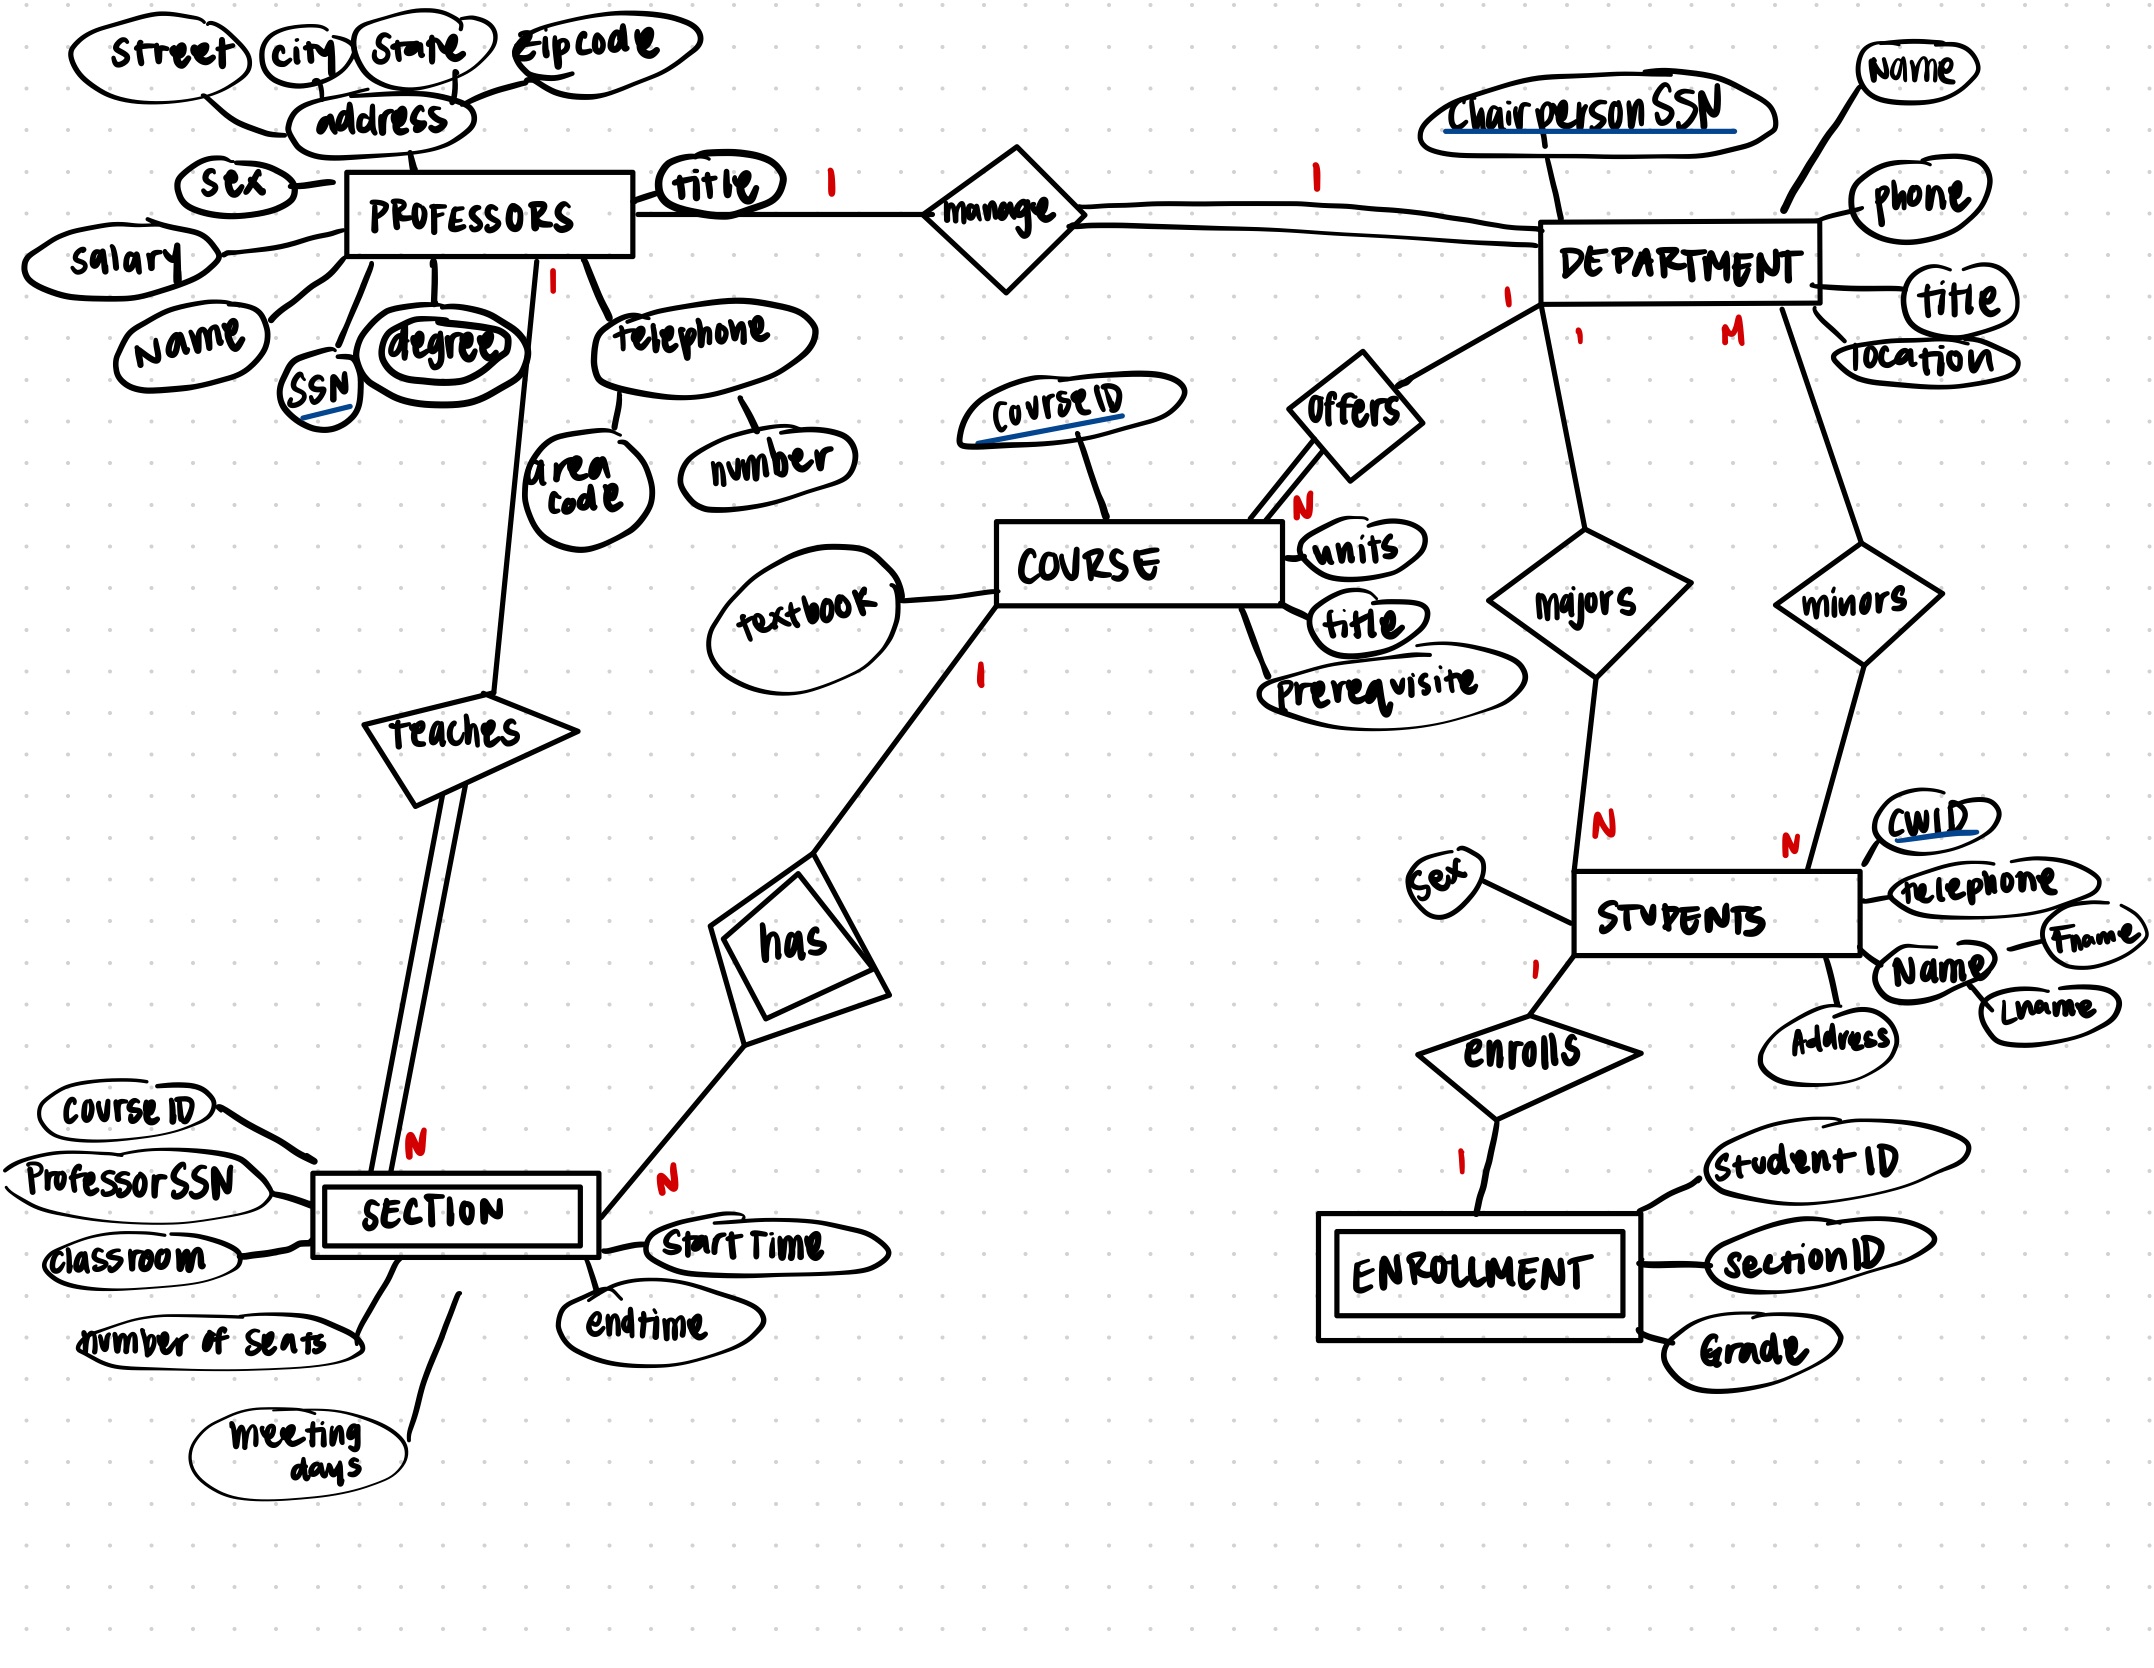 street
city
state
Zipcode
address
sex
PROFESSORS
title
1
manage
1
Chairperson SSN
Name
phone
DEPARTMENT
title
location
salary
Name
SSN
degree
1
telephone
area
code
number
1
1
M
offers
CourseID
N
COURSE
units
title
prerequisite
textbook
majors
minors
1
teaches
has
N
N
CWID
telephone
sex
STUDENTS
Name
Fname
Lname
Address
1
enrolls
1
course ID
ProfessorSSN
classroom
number of seats
meeting
days
N
N
SECTION
Start Time
endtime
ENROLLMENT
Student ID
sectionID
Grade